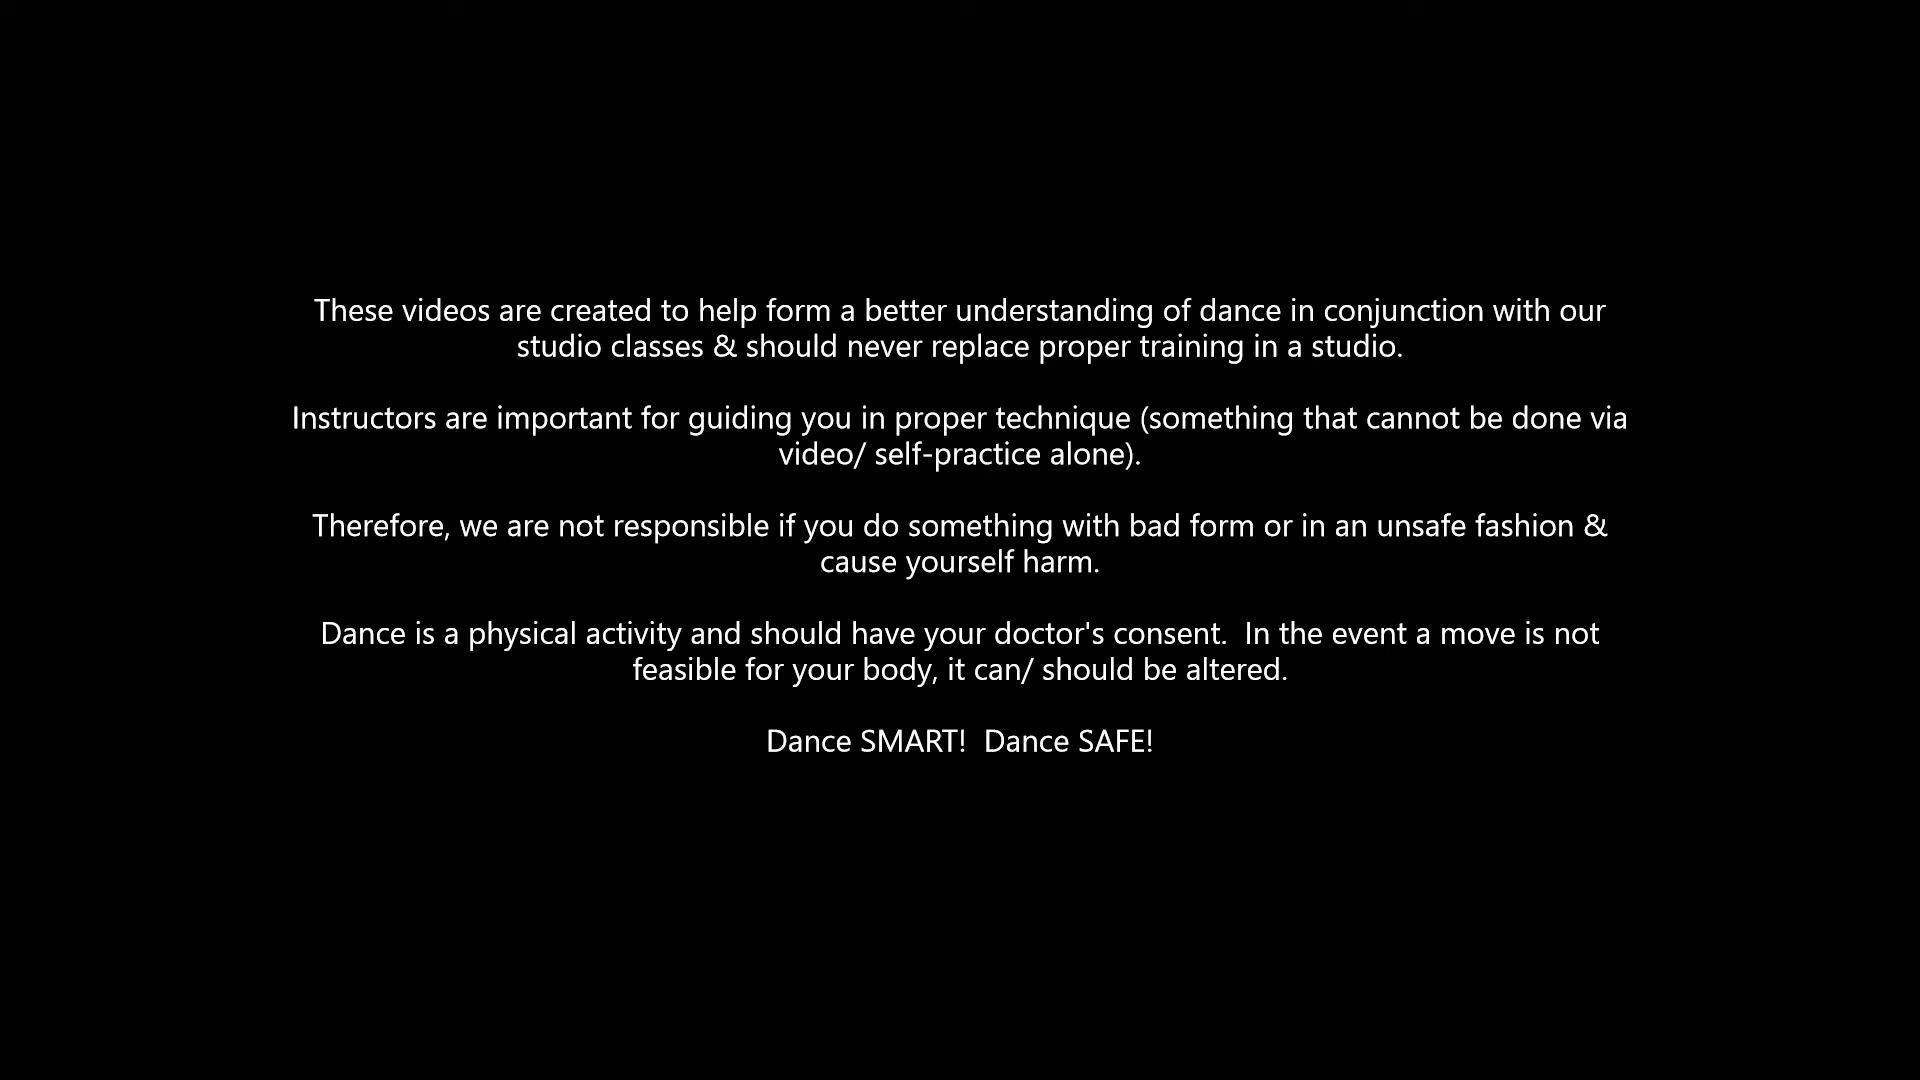 These videos are created to help form a better understanding of dance in conjunction with our
studio classes & should never replace proper training in a studio.
Instructors are important for guiding you in proper technique (something that cannot be done via
video/ self-practice alone).
Therefore, we are not responsible if you do something with bad form or in an unsafe fashion &
cause yourself harm.
Dance is a physical activity and should have your doctor's consent.  In the event a move is not
feasible for your body, it can/ should be altered.
Dance SMART!  Dance SAFE!